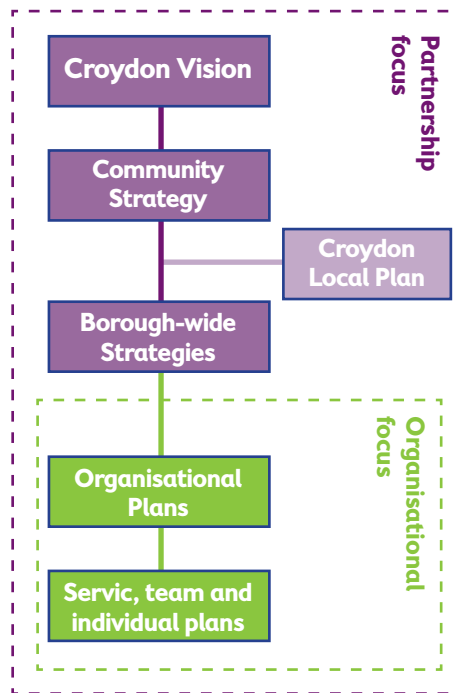 Croydon Vision
Partnership
focus
Community
Strategy
Croydon
Local Plan
Borough-wide
Strategies
Organisational
focus
Organisational
Plans
Servic, team and
individual plans